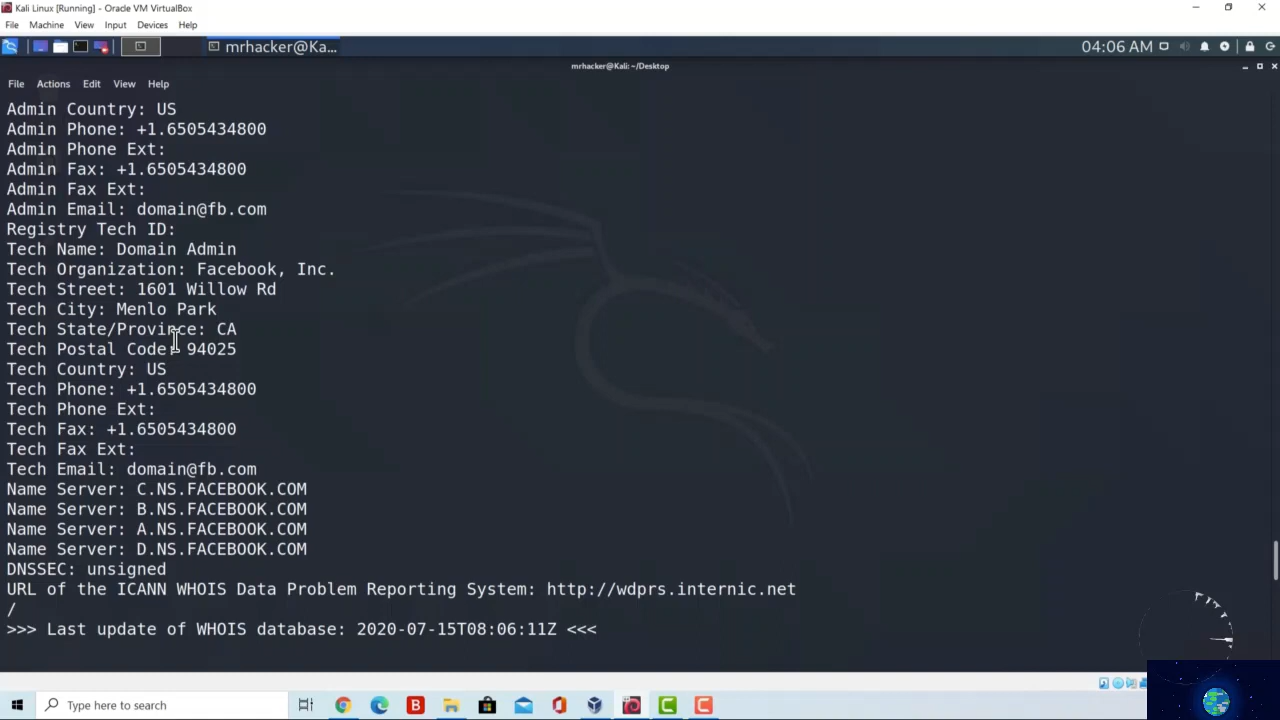 Kali Linux [Running] - Oracle VM VirtualBox
File Machine View Input Devices Help
mrhacker@Ka...
04:06 AM
mrhacker@Kali: ~/Desktop
File Actions Edit View Help
Admin Country: US
Admin Phone: +1.6505434800
Admin Phone Ext:
Admin Fax: +1.6505434800
Admin Fax Ext:
Admin Email: domain@fb.com
Registry Tech ID:
Tech Name: Domain Admin
Tech Organization: Facebook, Inc.
Tech Street: 1601 Willow Rd
Tech City: Menlo Park
Tech State/Province: CA
Tech Postal Code: 94025
Tech Country: US
Tech Phone: +1.6505434800
Tech Phone Ext:
Tech Fax: +1.6505434800
Tech Fax Ext:
Tech Email: domain@fb.com
Name Server: C.NS.FACEBOOK.COM
Name Server: B.NS.FACEBOOK.COM
Name Server: A.NS.FACEBOOK.COM
Name Server: D.NS.FACEBOOK.COM
DNSSEC: unsigned
URL of the ICANN WHOIS Data Problem Reporting System: http://wdprs.internic.net
/
>>> Last update of WHOIS database: 2020-07-15T08:06:11Z <<<
Type here to search
B